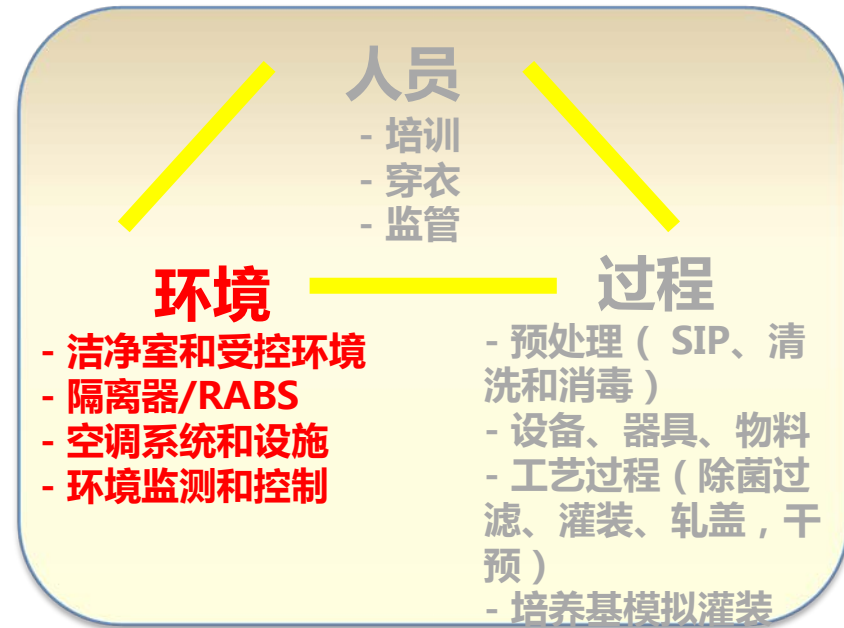 人员
- 培训
- 穿衣
- 监管
环境
- 洁净室和受控环境
- 隔离器/RABS
- 空调系统和设施
- 环境监测和控制
过程
- 预处理（ SIP、清
洗和消毒）
- 设备、器具、物料
- 工艺过程（除菌过
滤、灌装、轧盖，干
预）
- 培养基模拟灌装